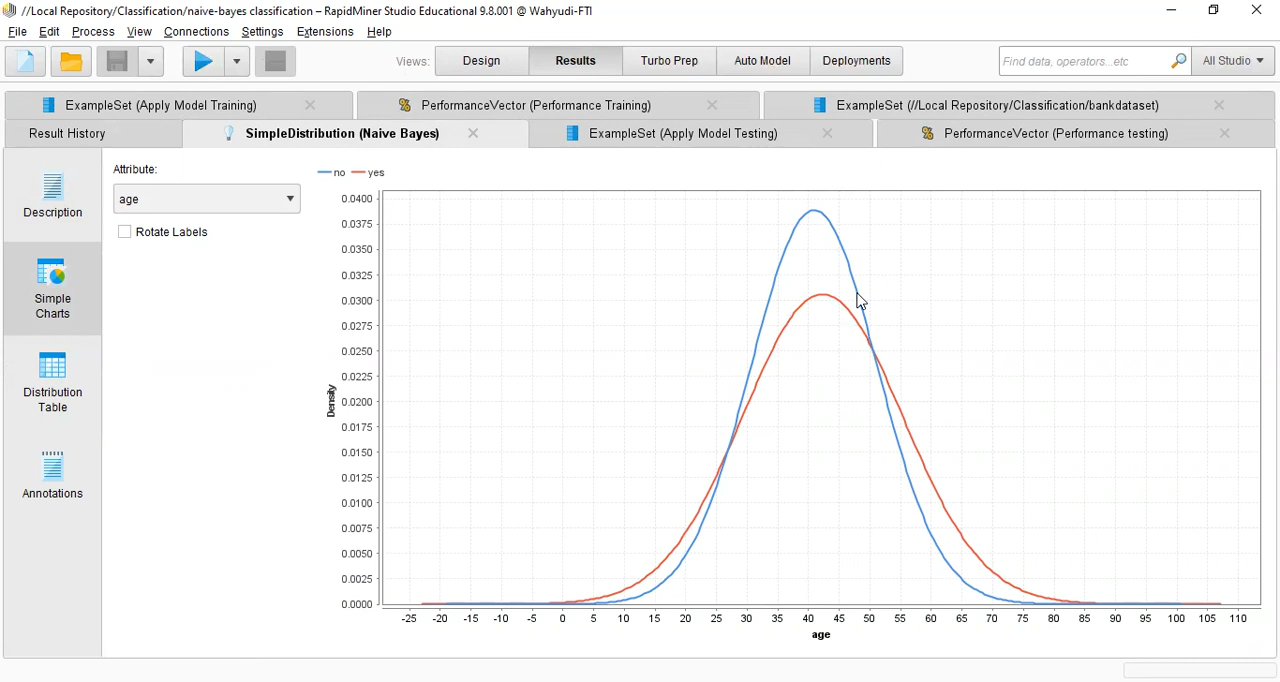 //Local Repository/Classification/naive-bayes classification – RapidMiner Studio Educational 9.8.001 @ Wahyudi-FTI
File Edit Process View Connections Settings Extensions Help
Views: Design Results Turbo Prep Auto Model Deployments Find data, operators...etc All Studio
ExampleSet (Apply Model Training) PerformanceVector (Performance Training) ExampleSet (//Local Repository/Classification/bankdataset)
Result History SimpleDistribution (Naive Bayes) ExampleSet (Apply Model Testing) PerformanceVector (Performance testing)
Description
Simple
Charts
Distribution
Table
Annotations
Attribute:
age
Rotate Labels
no yes
0.0400
0.0375
0.0350
0.0325
0.0300
0.0275
0.0250
0.0225
0.0200
0.0175
0.0150
0.0125
0.0100
0.0075
0.0050
0.0025
0.0000
Density
-25 -20 -15 -10 -5 0 5 10 15 20 25 30 35 40 45 50 55 60 65 70 75 80 85 90 95 100 105 110
age